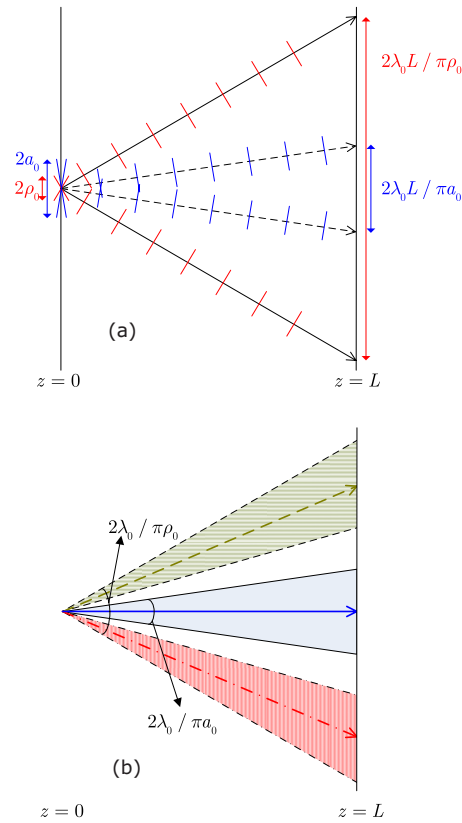 2λ₀L / πρ₀
2a₀
2ρ₀
2λ₀L / πa₀
(a)
z = 0
z = L
2λ₀ / πρ₀
2λ₀ / πa₀
(b)
z = 0
z = L